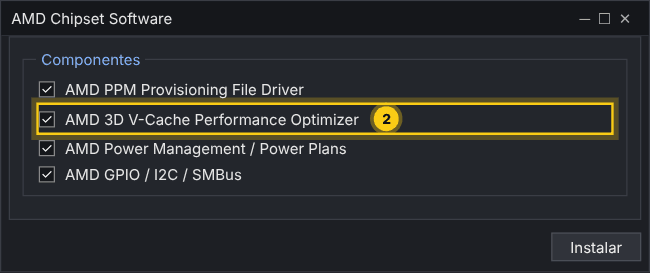 AMD Chipset Software
Componentes
AMD PPM Provisioning File Driver
AMD 3D V-Cache Performance Optimizer 2
AMD Power Management / Power Plans
AMD GPIO / I2C / SMBus
Instalar